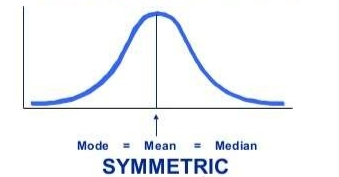 Mode = Mean = Median
SYMMETRIC